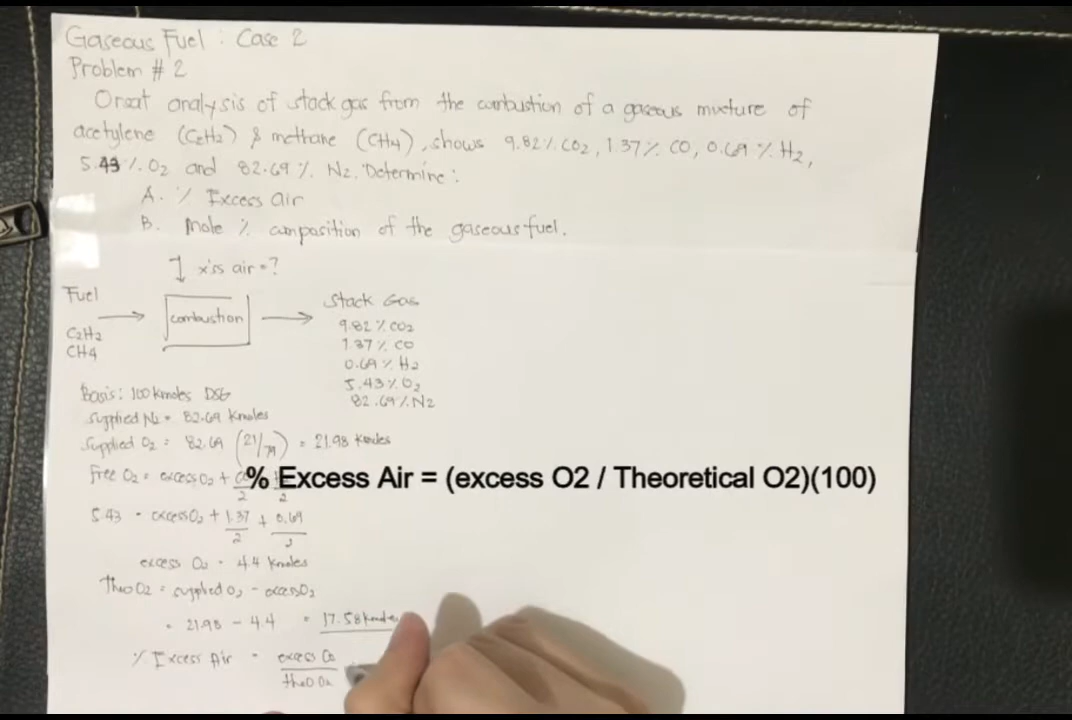 Gaseous Fuel : Case 2
Problem # 2
Orsat analysis of stack gas from the combustion of a gaseous mixture of
acetylene (C2H2) & methane (CH4), shows 9.82% CO2, 1.37% CO, 0.69% H2,
5.43% O2 and 82.69% N2. Determine:
A. % Excess air
B. Mole % composition of the gaseous fuel.
x'ss air = ?
Fuel
C2H2
CH4
combustion
Stack Gas
9.82% CO2
1.37% CO
0.69% H2
5.43% O2
82.69% N2
Basis: 100 kmoles DSG
Supplied N2 = 82.69 Kmoles
Supplied O2 = 82.69 (21/79) = 21.98 Kmoles
Free O2 = excess O2 +
2 2
% Excess Air = (excess O2 / Theoretical O2)(100)
5.43 = excess O2 + 1.37/2 + 0.69/2
excess O2 = 4.4 Kmoles
Theo O2 = supplied O2 - excess O2
= 21.98 - 4.4 = 17.58 Kmoles
% Excess Air = excess O2
theo O2